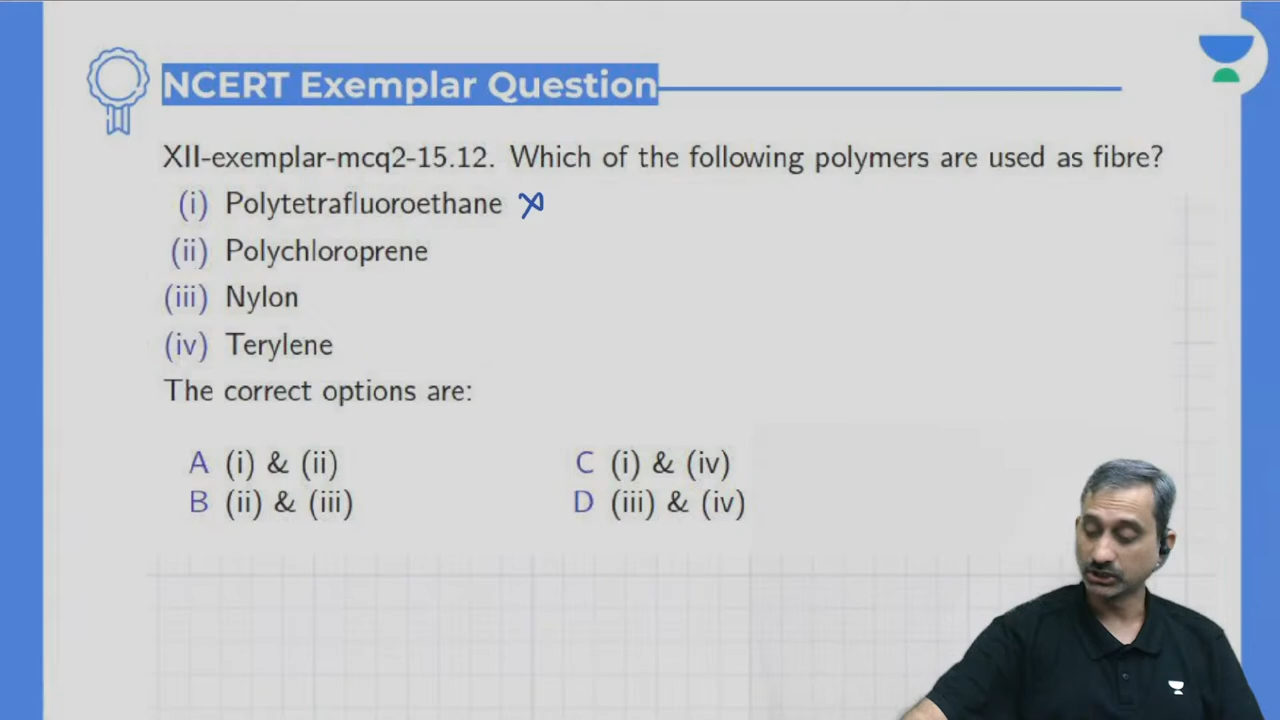 NCERT Exemplar Question
XII-exemplar-mcq2-15.12. Which of the following polymers are used as fibre?
(i) Polytetrafluoroethane
(ii) Polychloroprene
(iii) Nylon
(iv) Terylene
The correct options are:
A (i) & (ii)
B (ii) & (iii)
C (i) & (iv)
D (iii) & (iv)